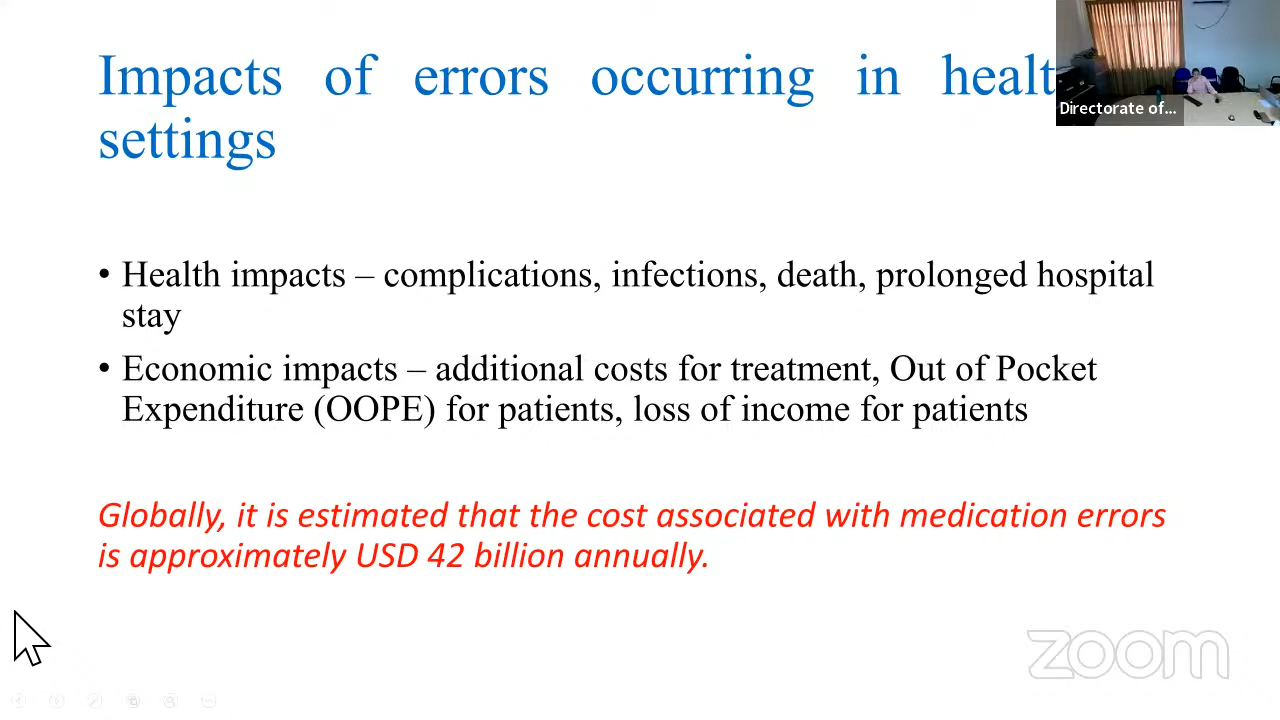 Impacts of errors occurring in healt
settings
Directorate of...
• Health impacts – complications, infections, death, prolonged hospital
stay
• Economic impacts – additional costs for treatment, Out of Pocket
Expenditure (OOPE) for patients, loss of income for patients
Globally, it is estimated that the cost associated with medication errors
is approximately USD 42 billion annually.
zoom